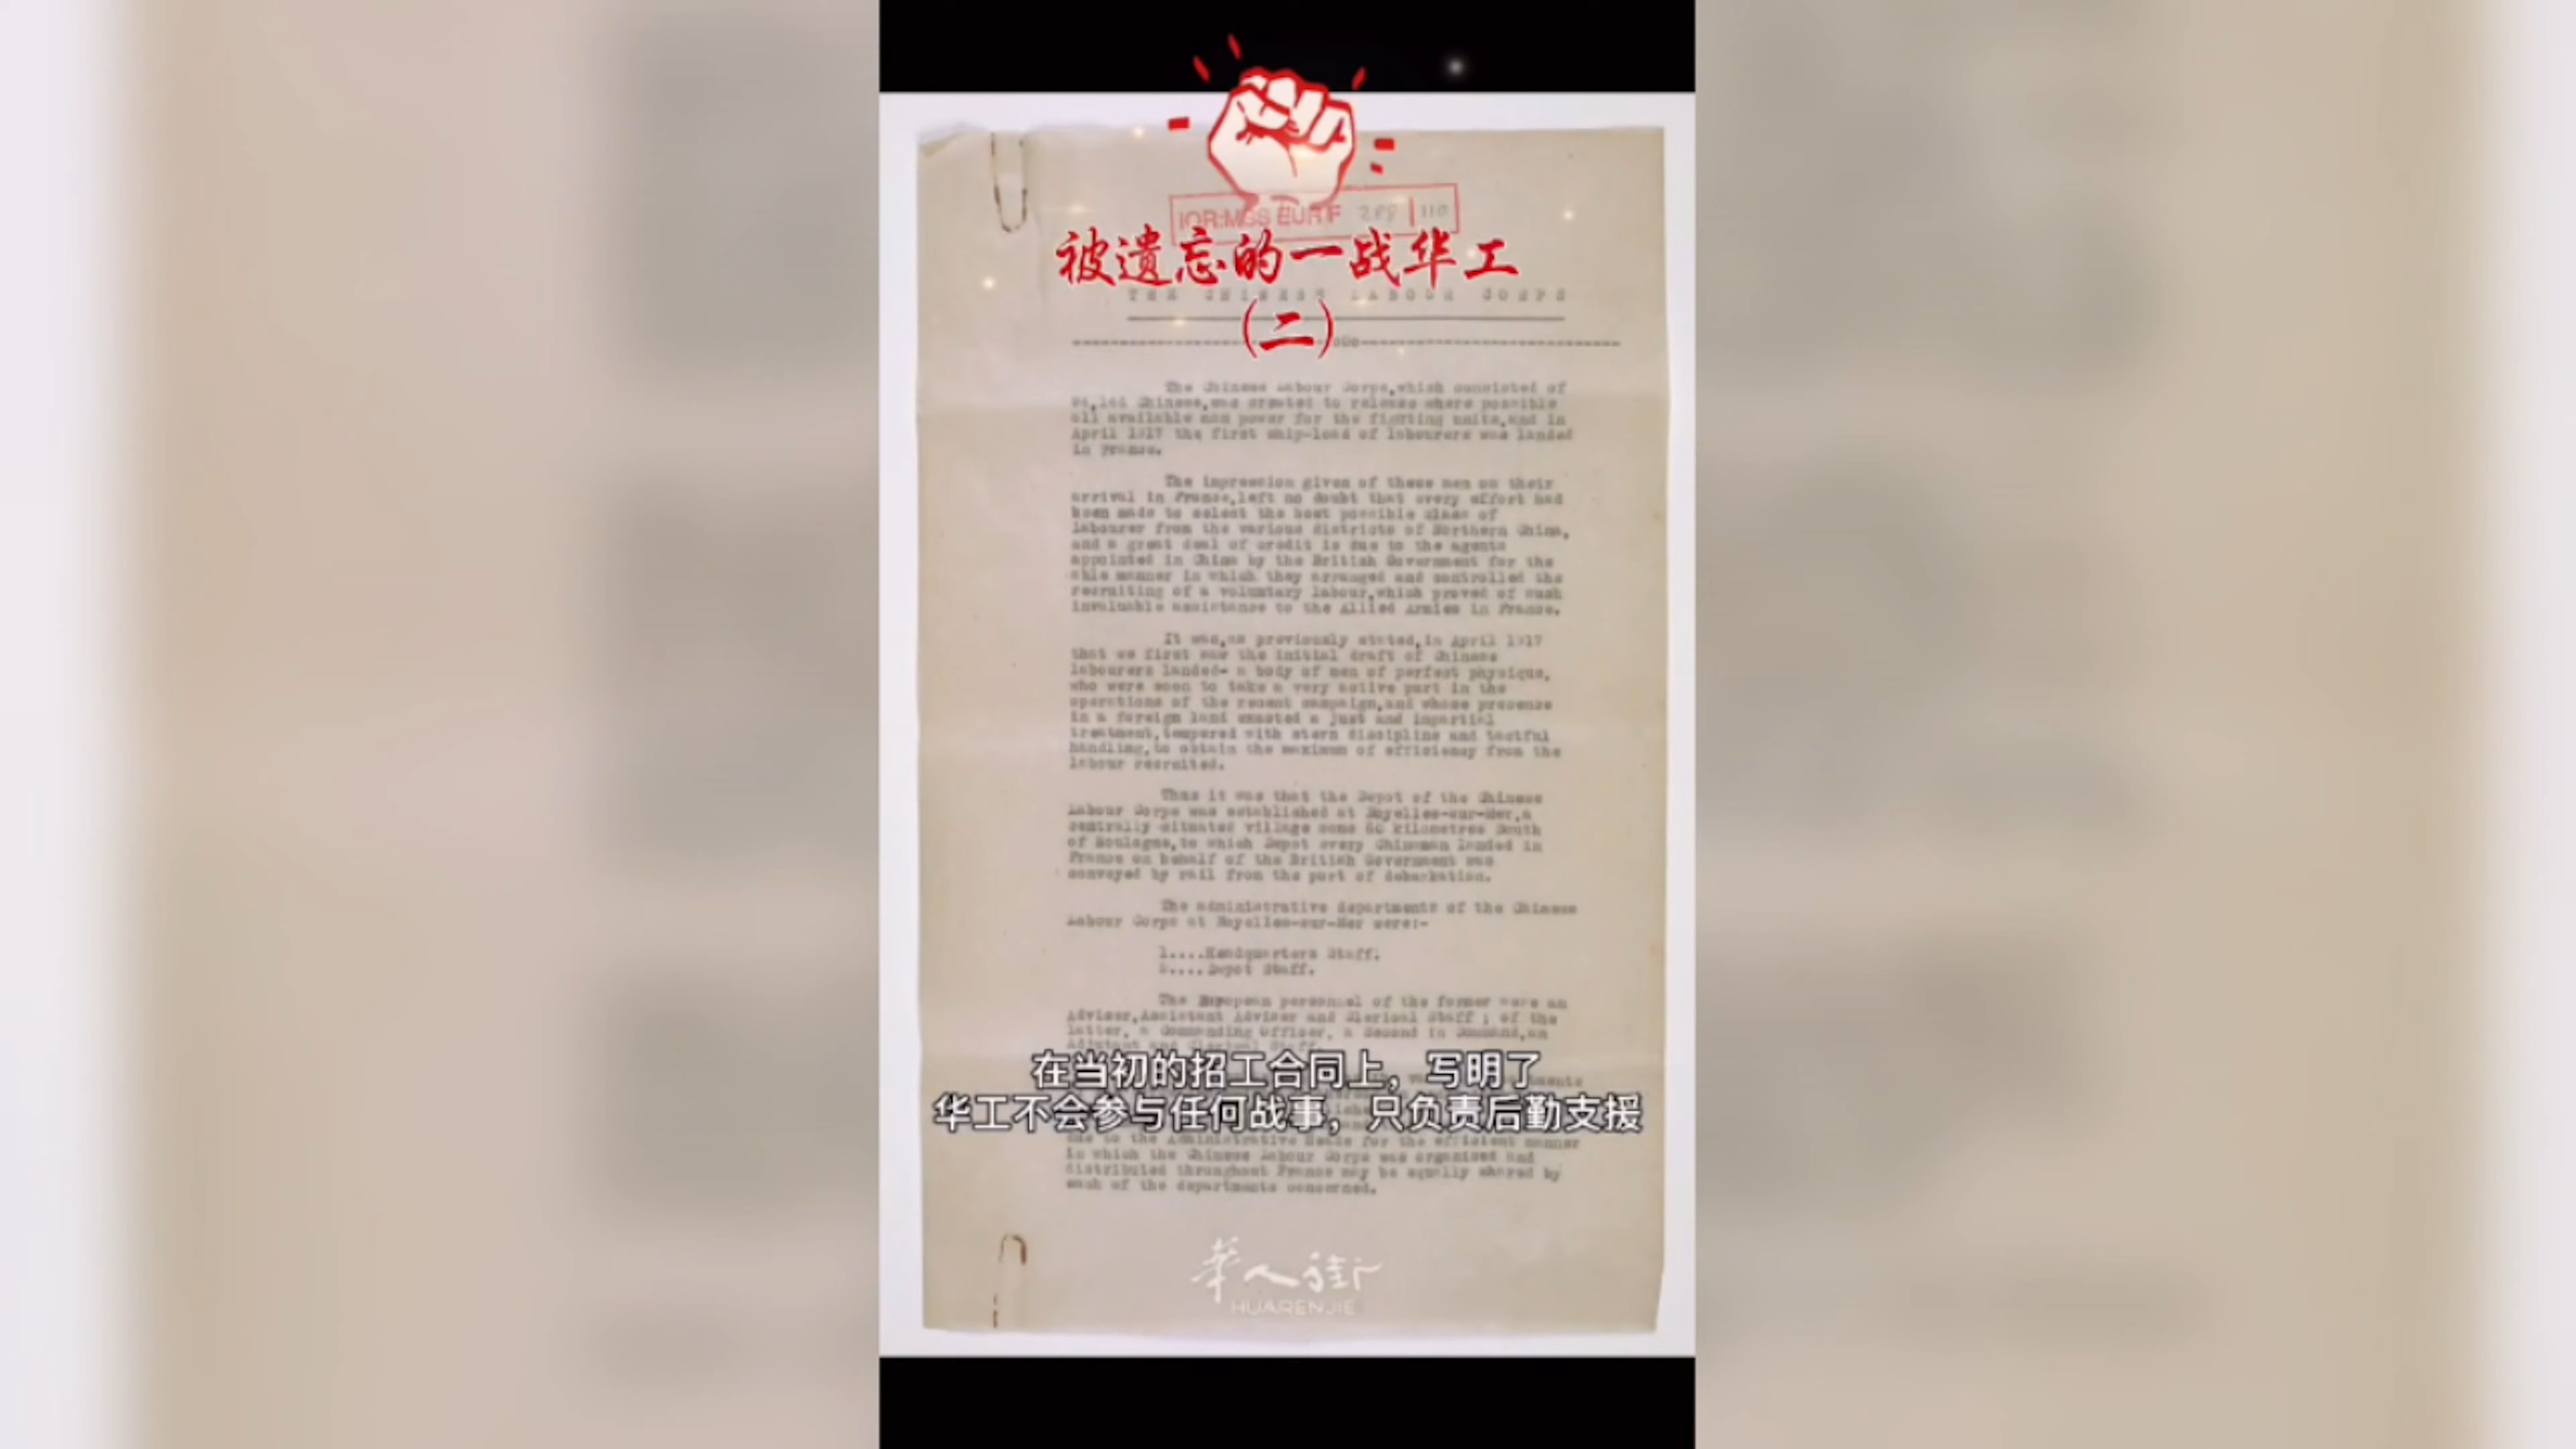 IOR:MSS EUR F 288 110
被遗忘的一战华工
(二)
THE CHINESE LABOUR CORPS
The Chinese Labour Corps,which consisted of
Chinese,was created to release where possible
all available man power for the fighting units,and in
April 1917 the first ship-load of labourers was landed
in France.
The impression given of these men on their
arrival in France,left no doubt that every effort had
been made to select the best possible class of
labourer from the various districts of Northern China,
and a great deal of credit is due to the agents
appointed in China by the British Government for the
able manner in which they arranged and controlled the
recruiting of a voluntary labour,which proved of such
invaluable assistance to the Allied Armies in France.
It was,as previously stated,in April 1917
that we first saw the initial draft of Chinese
labourers landed- a body of men of perfect physique,
who were soon to take a very active part in the
operations of the recent campaign,and whose presence
in a foreign land exacted a just and impartial
treatment,tempered with stern discipline and tactful
handling,to obtain the maximum of efficiency from the
labour recruited.
Thus it was that the Depot of the Chinese
Labour Corps was established at Noyelles-sur-Mer,a
centrally situated village some 60 kilometres South
of Boulogne,to which Depot every Chinaman landed in
France on behalf of the British Government was
conveyed by rail from the port of debarkation.
The administrative departments of the Chinese
Labour Corps at Noyelles-sur-Mer were:-
1....Headquarters Staff.
2....Depot Staff.
The European personnel of the former were an
Adviser,Assistant Adviser and Clerical Staff ; of the
latter, a Commanding Officer, a Second in Command,an
Adjutant and Clerical Staff.
在当初的招工合同上，写明了
华工不会参与任何战事，只负责后勤支援
due to the Administrative Heads for the efficient manner
in which the Chinese Labour Corps was organised and
distributed throughout France may be equally shared by
each of the departments concerned.
華人街
HUARENJIE